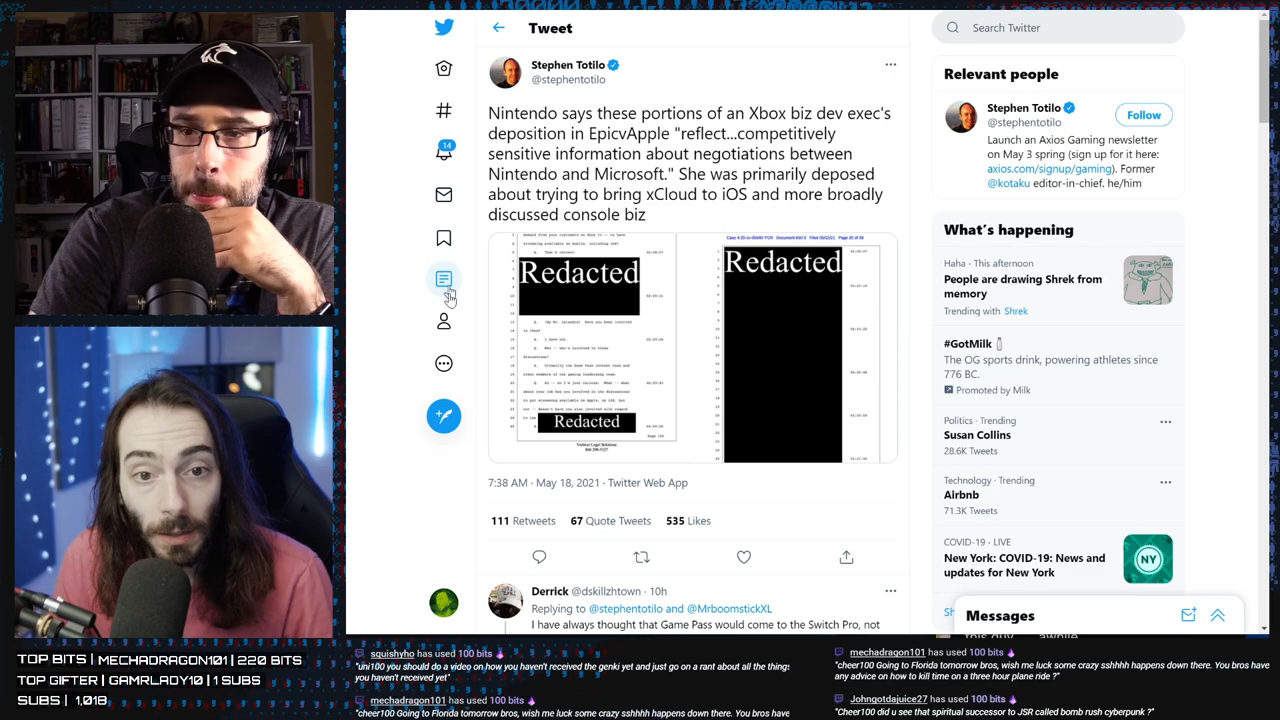 Tweet
Stephen Totilo
@stephentotilo
Nintendo says these portions of an Xbox biz dev exec's
deposition in EpicvApple "reflect...competitively
sensitive information about negotiations between
Nintendo and Microsoft." She was primarily deposed
about trying to bring xCloud to iOS and more broadly
discussed console biz
Redacted
Redacted
Redacted
7:38 AM · May 18, 2021 · Twitter Web App
111 Retweets 67 Quote Tweets 535 Likes
Derrick @dskillzhtown · 10h
Replying to @stephentotilo and @MrboomstickXL
I have always thought that Game Pass would come to the Switch Pro, not
14
Search Twitter
Relevant people
Stephen Totilo
@stephentotilo
Follow
Launch an Axios Gaming newsletter
on May 3 spring (sign up for it here:
axios.com/signup/gaming). Former
@kotaku editor-in-chief. he/him
What's happening
Haha · This afternoon
People are drawing Shrek from
memory
Trending with Shrek
#GotMilk
The OG sports drink, powering athletes since
776 BC.
Promoted by Milk
Politics · Trending
Susan Collins
28.6K Tweets
Technology · Trending
Airbnb
71.3K Tweets
COVID-19 · LIVE
New York: COVID-19: News and
updates for New York
NY
Messages
TOP BITS | MECHADRAGON101 | 220 BITS
TOP GIFTER | GAMRLADY10 | 1 SUBS
SUBS | 1,018
squishyho has used 100 bits
"uni100 you should do a video on how you haven't received the genki yet and just go on a rant about all the things
you haven't received yet"
mechadragon101 has used 100 bits
"cheer100 Going to Florida tomorrow bros, wish me luck some crazy sshhhh happens down there. You bros have
mechadragon101 has used 100 bits
"cheer100 Going to Florida tomorrow bros, wish me luck some crazy sshhhh happens down there. You bros have
any advice on how to kill time on a three hour plane ride ?"
Johngotdajuice27 has used 100 bits
"cheer100 did u see that spiritual successor to JSR called bomb rush cyberpunk ?"